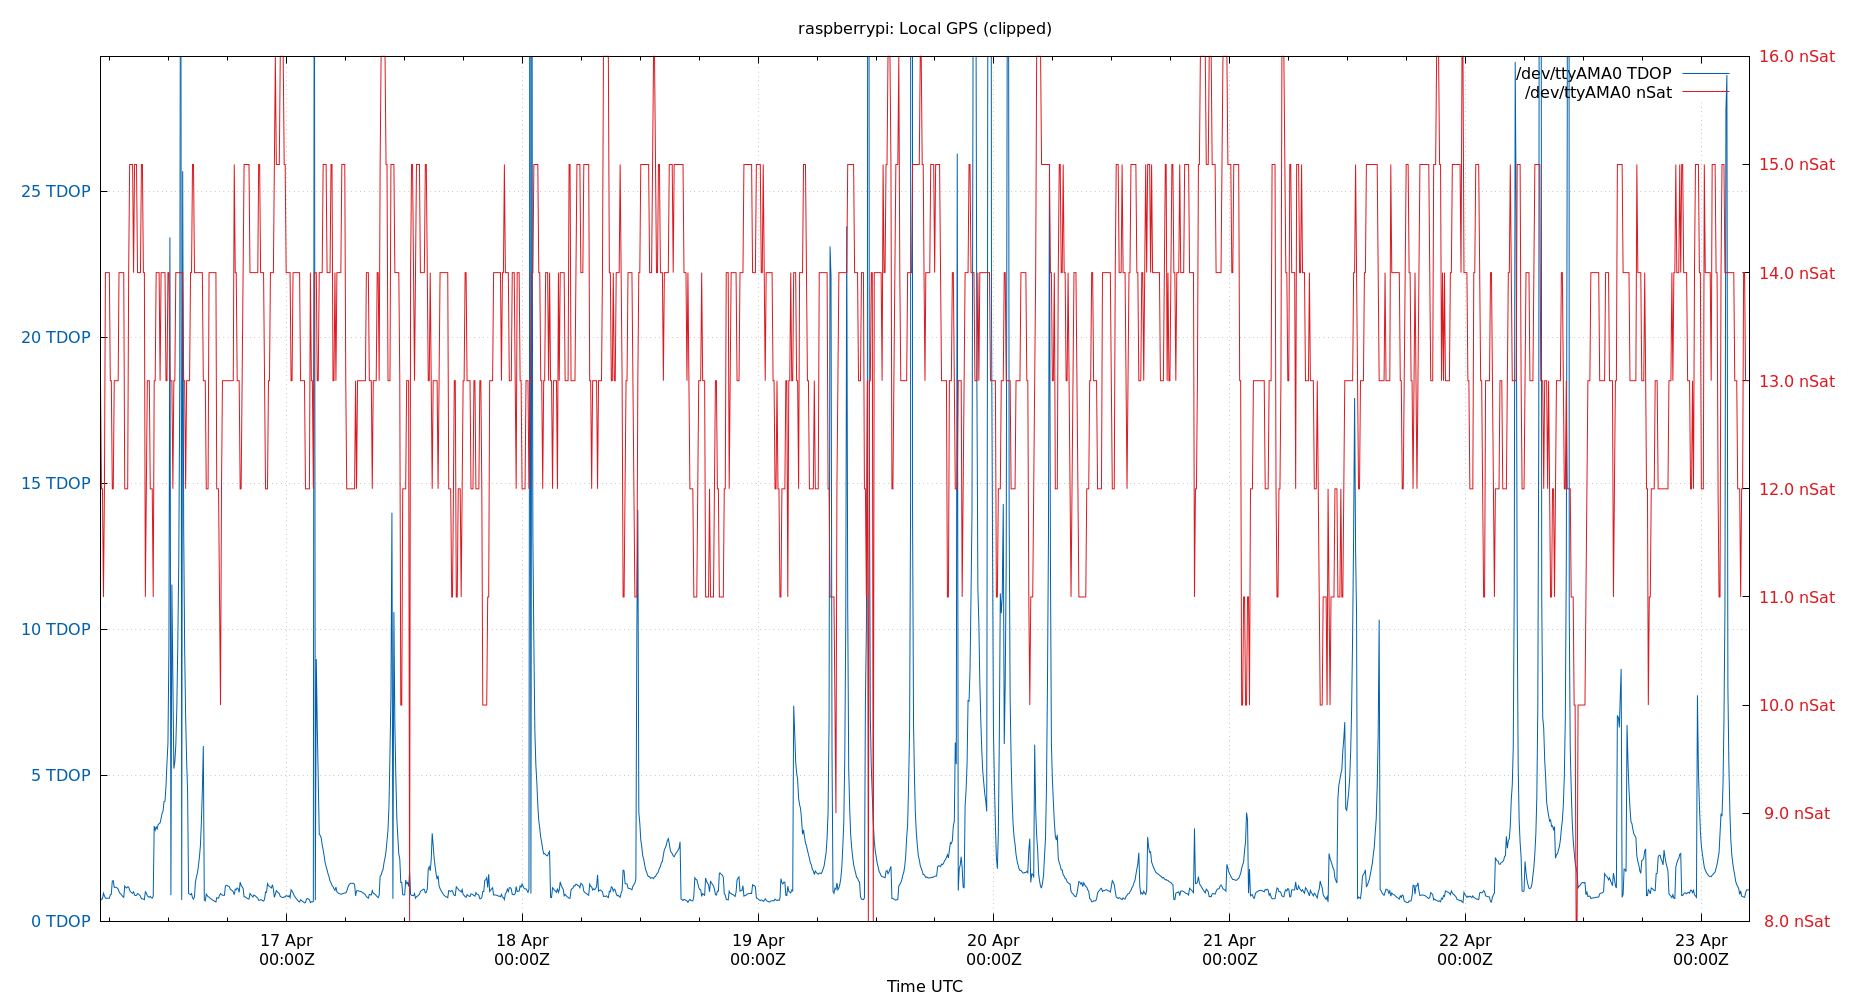 raspberrypi: Local GPS (clipped)
/dev/ttyAMA0 TDOP
/dev/ttyAMA0 nSat
25 TDOP
20 TDOP
15 TDOP
10 TDOP
5 TDOP
0 TDOP
16.0 nSat
15.0 nSat
14.0 nSat
13.0 nSat
12.0 nSat
11.0 nSat
10.0 nSat
9.0 nSat
8.0 nSat
17 Apr
00:00Z
18 Apr
00:00Z
19 Apr
00:00Z
20 Apr
00:00Z
21 Apr
00:00Z
22 Apr
00:00Z
23 Apr
00:00Z
Time UTC